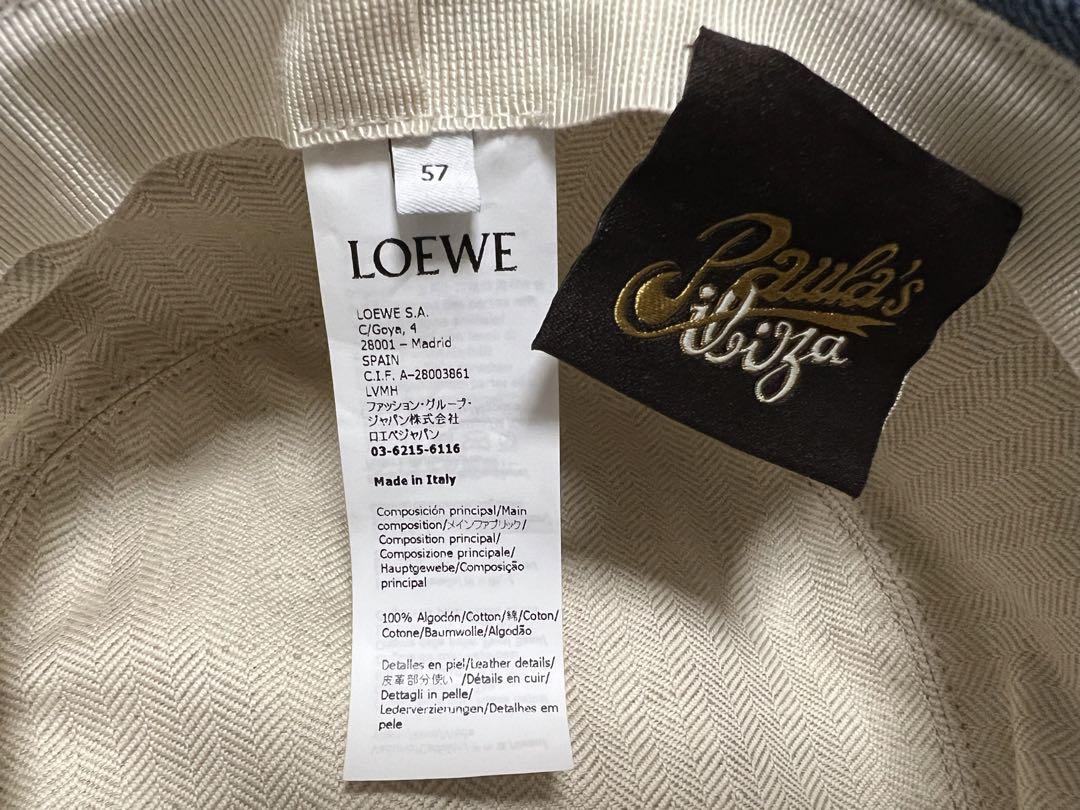 57
LOEWE
LOEWE S.A.
C/Goya, 4
28001 – Madrid
SPAIN
C.I.F. A-28003861
LVMH
ファッション・グループ・
ジャパン株式会社
ロエベジャパン
03-6215-6116
Made in Italy
Composición principal/Main
composition/メインファブリック/
Composition principal/
Composizione principale/
Hauptgewebe/Composição
principal
100% Algodón/Cotton/綿/Coton/
Cotone/Baumwolle/Algodão
Detalles en piel/Leather details/
皮革部分使い /Détails en cuir/
Dettagli in pelle/
Lederverzierungen/Detalhes em
pele
Paula's
ibiza